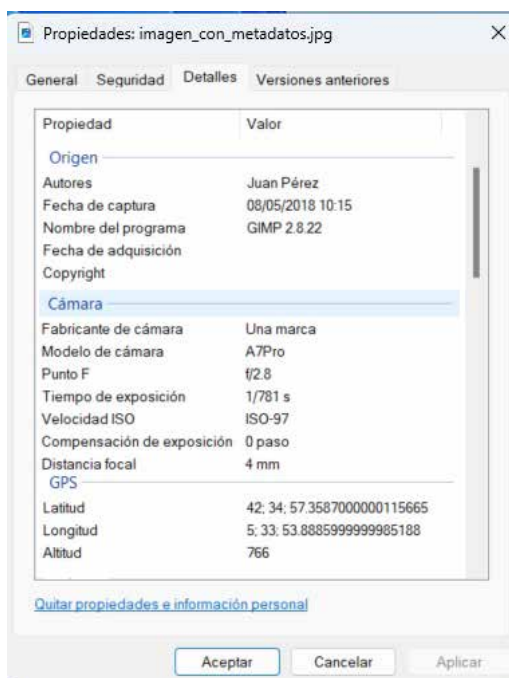 Propiedades: imagen_con_metadatos.jpg
General Seguridad Detalles Versiones anteriores
Propiedad Valor
Origen
Autores Juan Pérez
Fecha de captura 08/05/2018 10:15
Nombre del programa GIMP 2.8.22
Fecha de adquisición
Copyright
Cámara
Fabricante de cámara Una marca
Modelo de cámara A7Pro
Punto F f/2.8
Tiempo de exposición 1/781 s
Velocidad ISO ISO-97
Compensación de exposición 0 paso
Distancia focal 4 mm
GPS
Latitud 42; 34; 57.3587000000115665
Longitud 5; 33; 53.8885999999985188
Altitud 766
Quitar propiedades e información personal
Aceptar Cancelar Aplicar